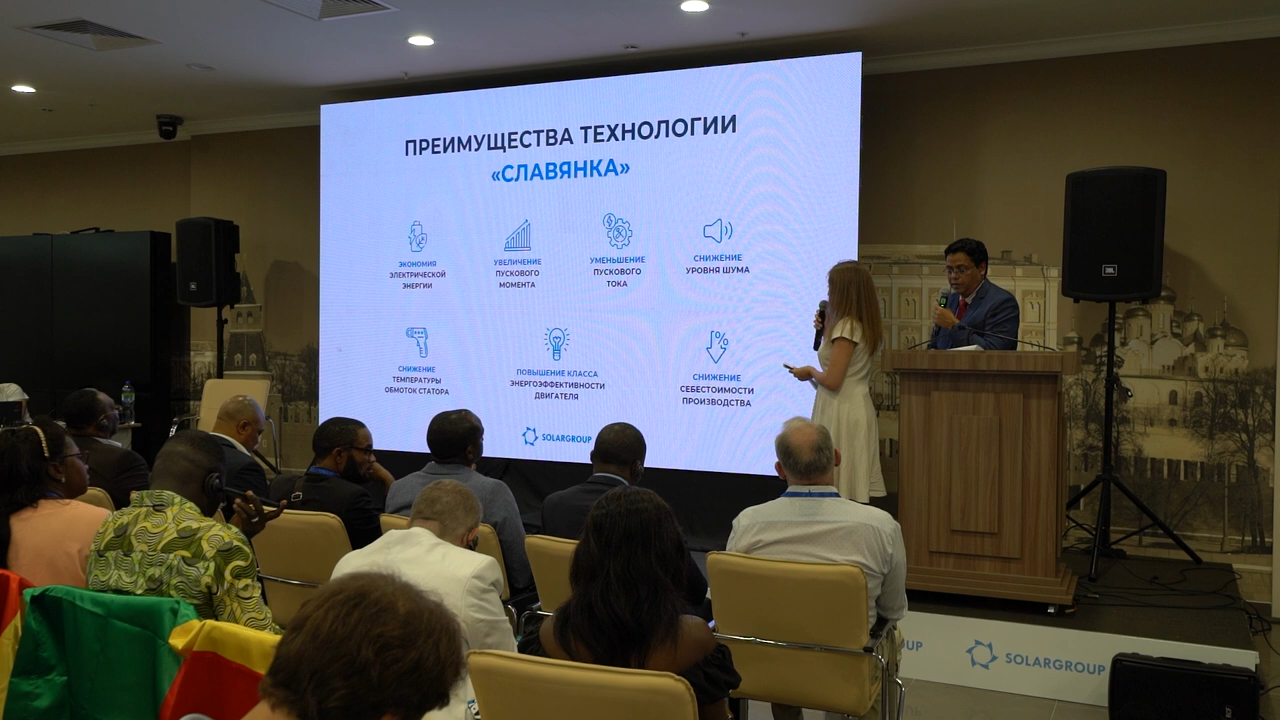 ПРЕИМУЩЕСТВА ТЕХНОЛОГИИ
«СЛАВЯНКА»
ЭКОНОМИЯ
ЭЛЕКТРИЧЕСКОЙ
ЭНЕРГИИ
УВЕЛИЧЕНИЕ
ПУСКОВОГО
МОМЕНТА
УМЕНЬШЕНИЕ
ПУСКОВОГО
ТОКА
СНИЖЕНИЕ
УРОВНЯ ШУМА
СНИЖЕНИЕ
ТЕМПЕРАТУРЫ
ОБМОТОК СТАТОРА
ПОВЫШЕНИЕ КЛАССА
ЭНЕРГОЭФФЕКТИВНОСТИ
ДВИГАТЕЛЯ
%
СНИЖЕНИЕ
СЕБЕСТОИМОСТИ
ПРОИЗВОДСТВА
SOLARGROUP
JBL
OUP
SOLARGROUP